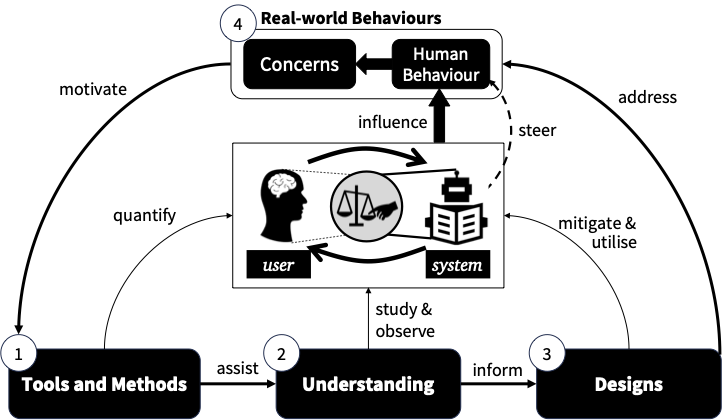 4
Real-world Behaviours
Concerns
Human
Behaviour
motivate
address
influence
steer
quantify
mitigate &
utilise
user
system
study &
observe
1
Tools and Methods
assist
2
Understanding
inform
3
Designs